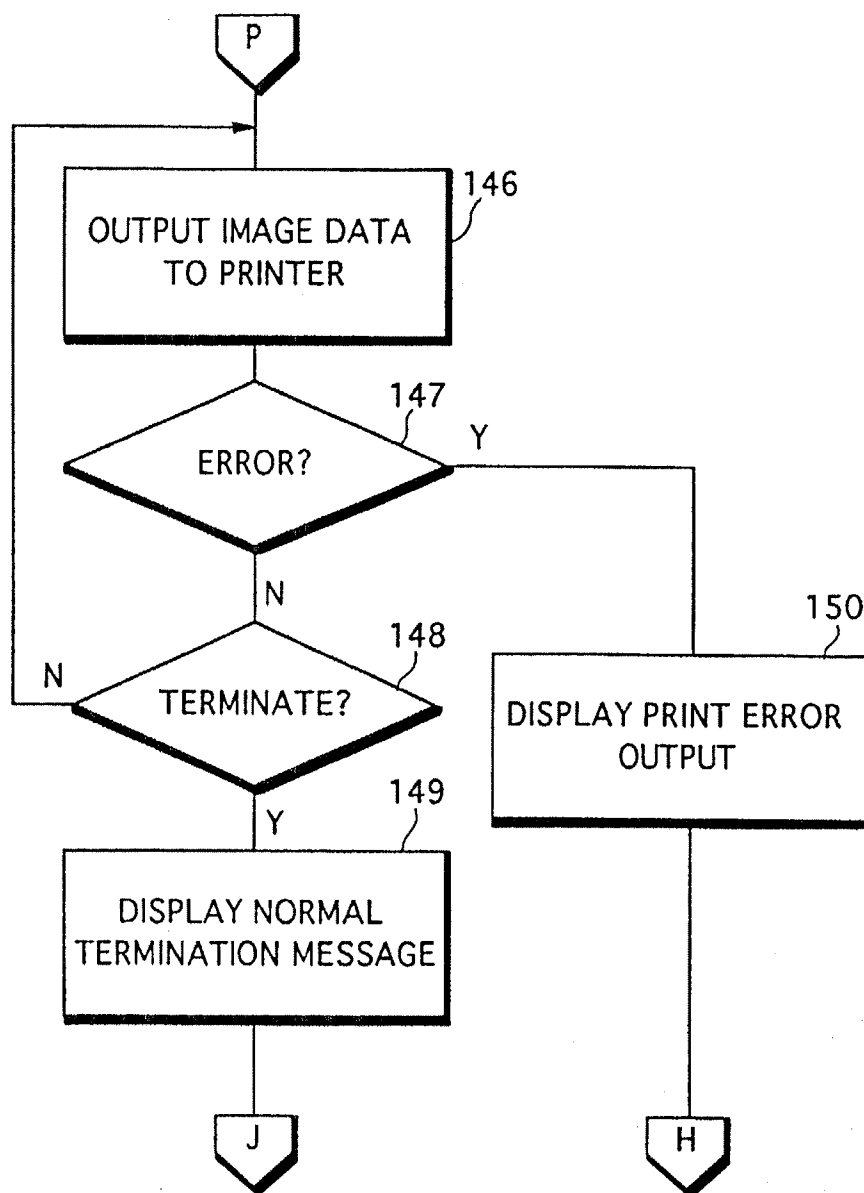 P
146
OUTPUT IMAGE DATA
TO PRINTER
147
ERROR?
Y
N
148
N
TERMINATE?
Y
149
DISPLAY NORMAL
TERMINATION MESSAGE
150
DISPLAY PRINT ERROR
OUTPUT
J
H